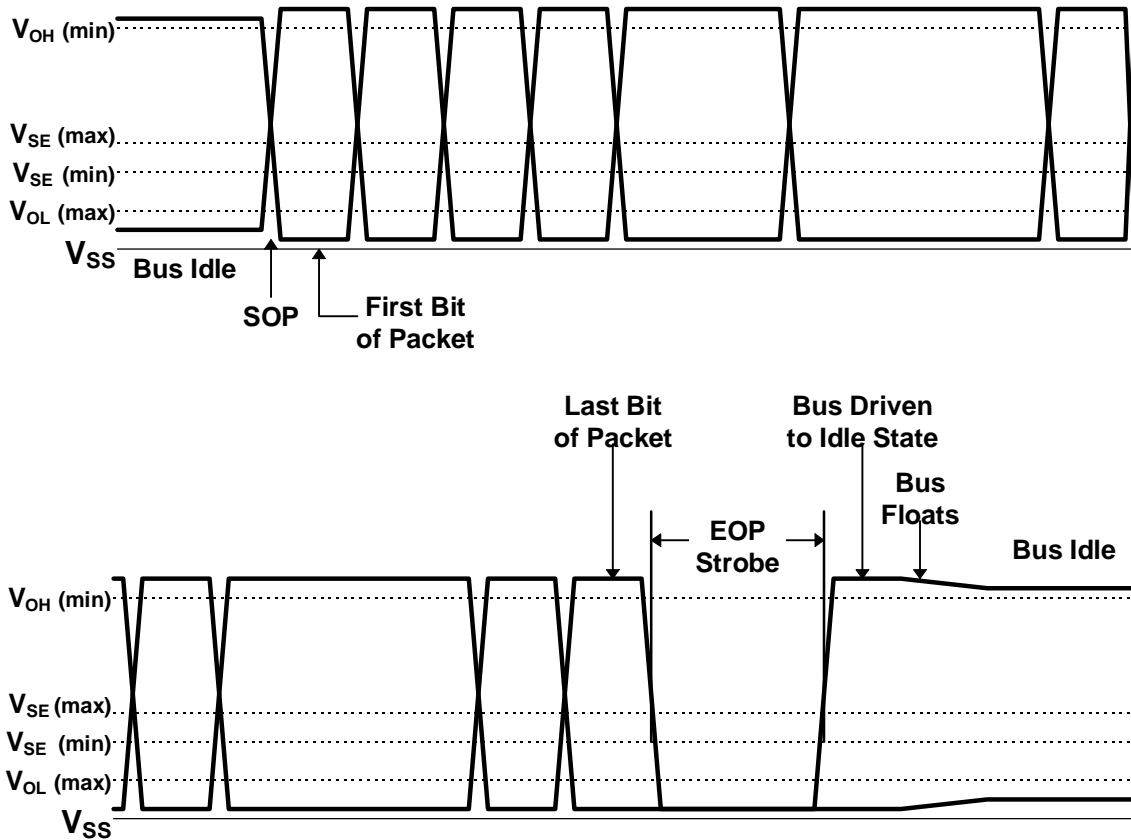 VOH (min)
VSE (max)
VSE (min)
VOL (max)
VSS
Bus Idle
SOP
First Bit
of Packet
Last Bit
of Packet
Bus Driven
to Idle State
Bus
Floats
EOP
Strobe
Bus Idle
VOH (min)
VSE (max)
VSE (min)
VOL (max)
VSS